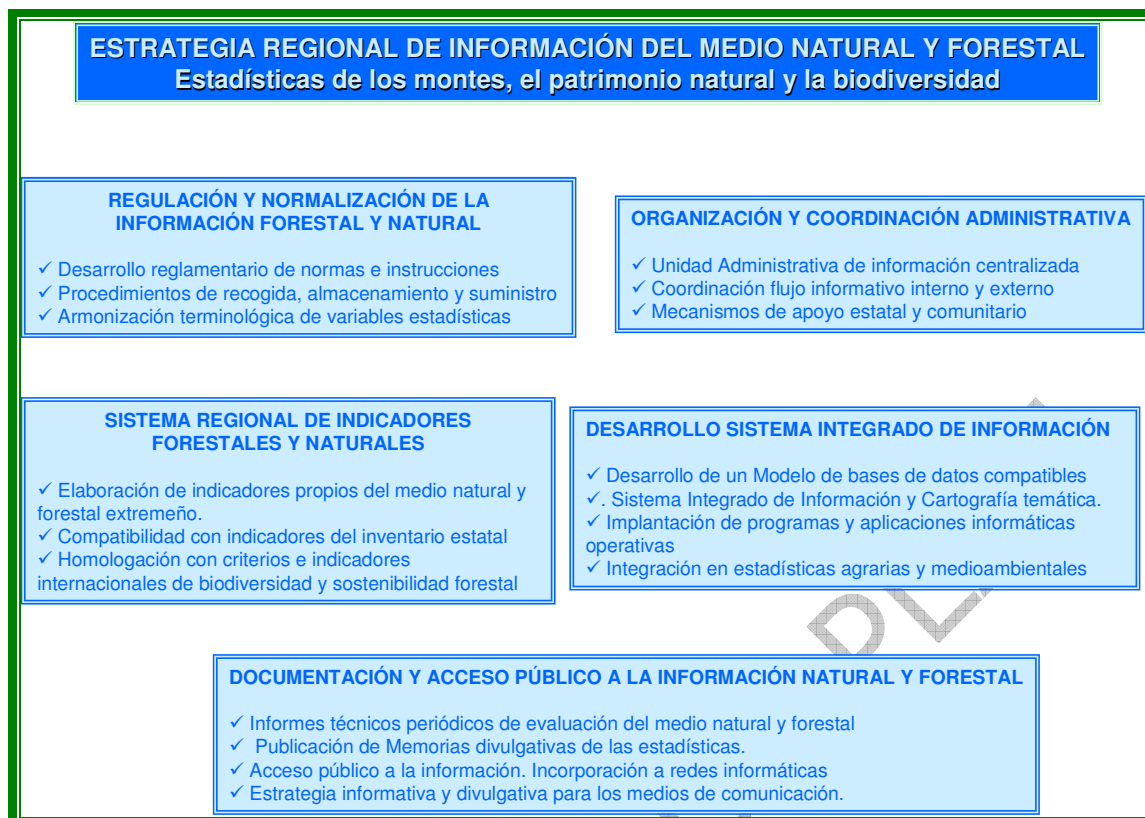 ESTRATEGIA REGIONAL DE INFORMACIÓN DEL MEDIO NATURAL Y FORESTAL
Estadísticas de los montes, el patrimonio natural y la biodiversidad
REGULACIÓN Y NORMALIZACIÓN DE LA
INFORMACIÓN FORESTAL Y NATURAL
✓ Desarrollo reglamentario de normas e instrucciones
✓ Procedimientos de recogida, almacenamiento y suministro
✓ Armonización terminológica de variables estadísticas
ORGANIZACIÓN Y COORDINACIÓN ADMINISTRATIVA
✓ Unidad Administrativa de información centralizada
✓ Coordinación flujo informativo interno y externo
✓ Mecanismos de apoyo estatal y comunitario
SISTEMA REGIONAL DE INDICADORES
FORESTALES Y NATURALES
✓ Elaboración de indicadores propios del medio natural y
forestal extremeño.
✓ Compatibilidad con indicadores del inventario estatal
✓ Homologación con criterios e indicadores
internacionales de biodiversidad y sostenibilidad forestal
DESARROLLO SISTEMA INTEGRADO DE INFORMACIÓN
✓ Desarrollo de un Modelo de bases de datos compatibles
✓. Sistema Integrado de Información y Cartografía temática.
✓ Implantación de programas y aplicaciones informáticas
operativas
✓ Integración en estadísticas agrarias y medioambientales
DOCUMENTACIÓN Y ACCESO PÚBLICO A LA INFORMACIÓN NATURAL Y FORESTAL
✓ Informes técnicos periódicos de evaluación del medio natural y forestal
✓ Publicación de Memorias divulgativas de las estadísticas.
✓ Acceso público a la información. Incorporación a redes informáticas
✓ Estrategia informativa y divulgativa para los medios de comunicación.